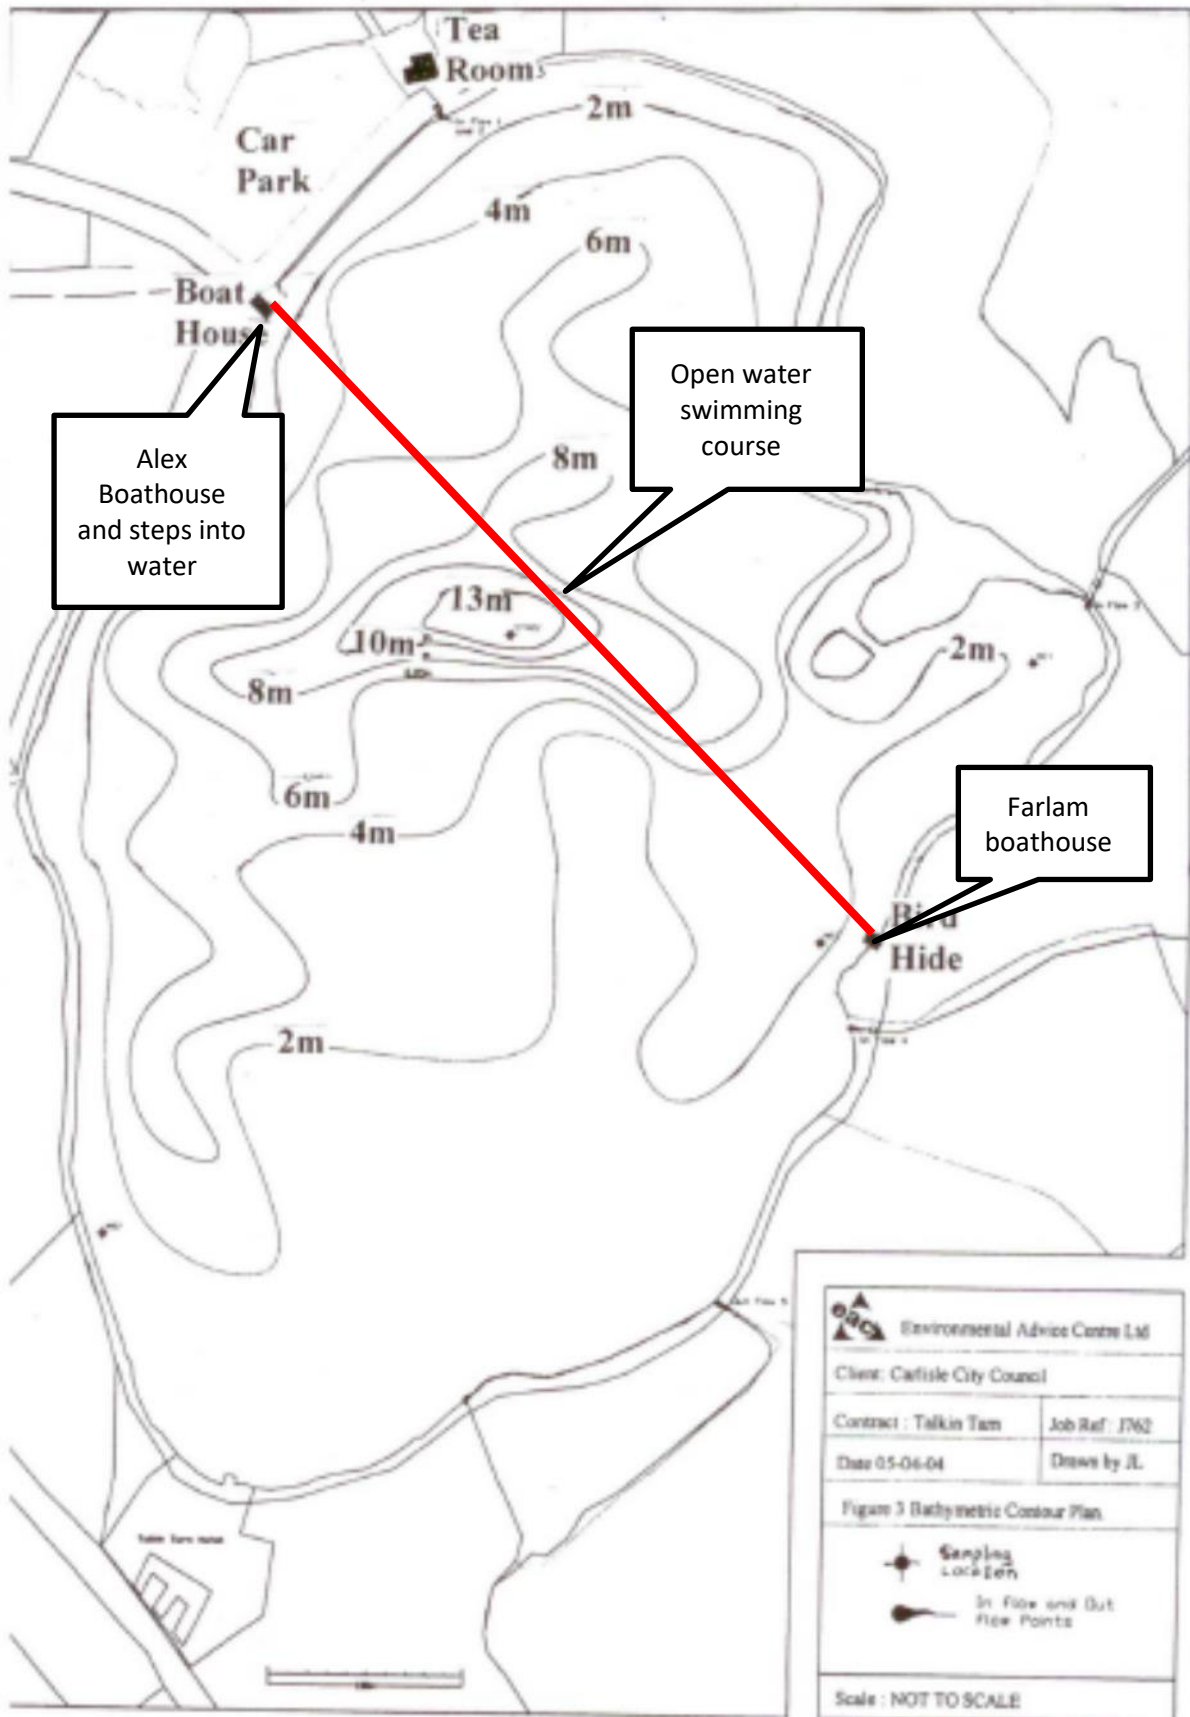 Tea
Room
2m
Car
Park
4m
6m
Boat
House
Open water
swimming
course
Alex
Boathouse
and steps into
water
8m
13m
10m
2m
8m
6m
4m
Farlam
boathouse
Bird
Hide
2m
eac Environmental Advice Centre Ltd
Client: Carlisle City Council
Contract : Talkin Tarn
Job Ref : J762
Date 05-04-04
Drawn by JL
Figure 3 Bathymetric Contour Plan.
Sampling
Location
In flow and Out
flow Points
Scale : NOT TO SCALE